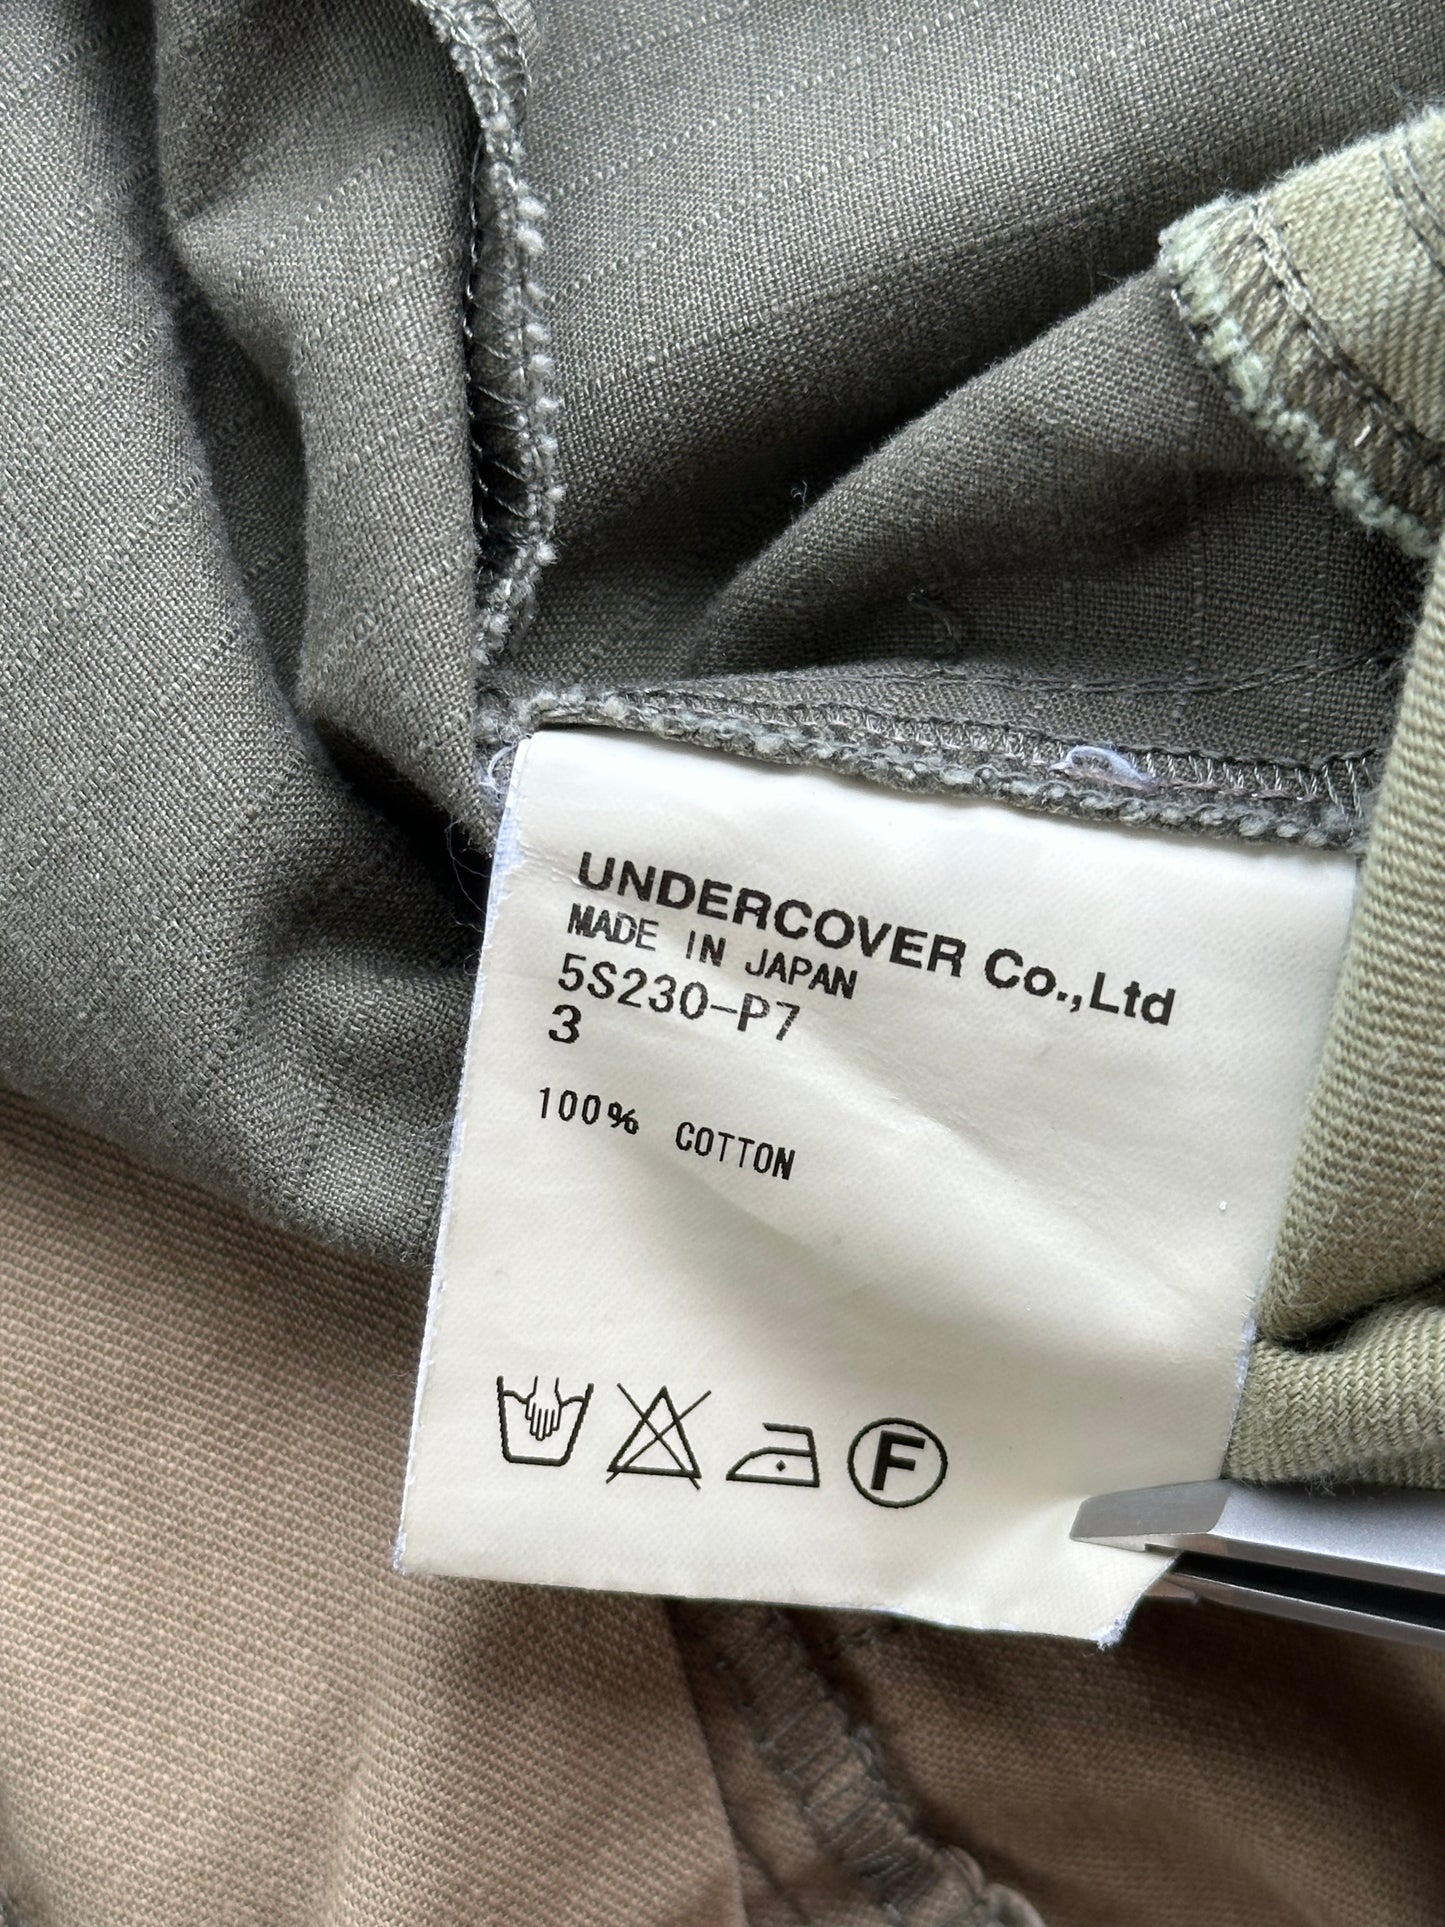 UNDERCOVER Co.,Ltd
MADE IN JAPAN
5S230-P7
3
100% COTTON
F